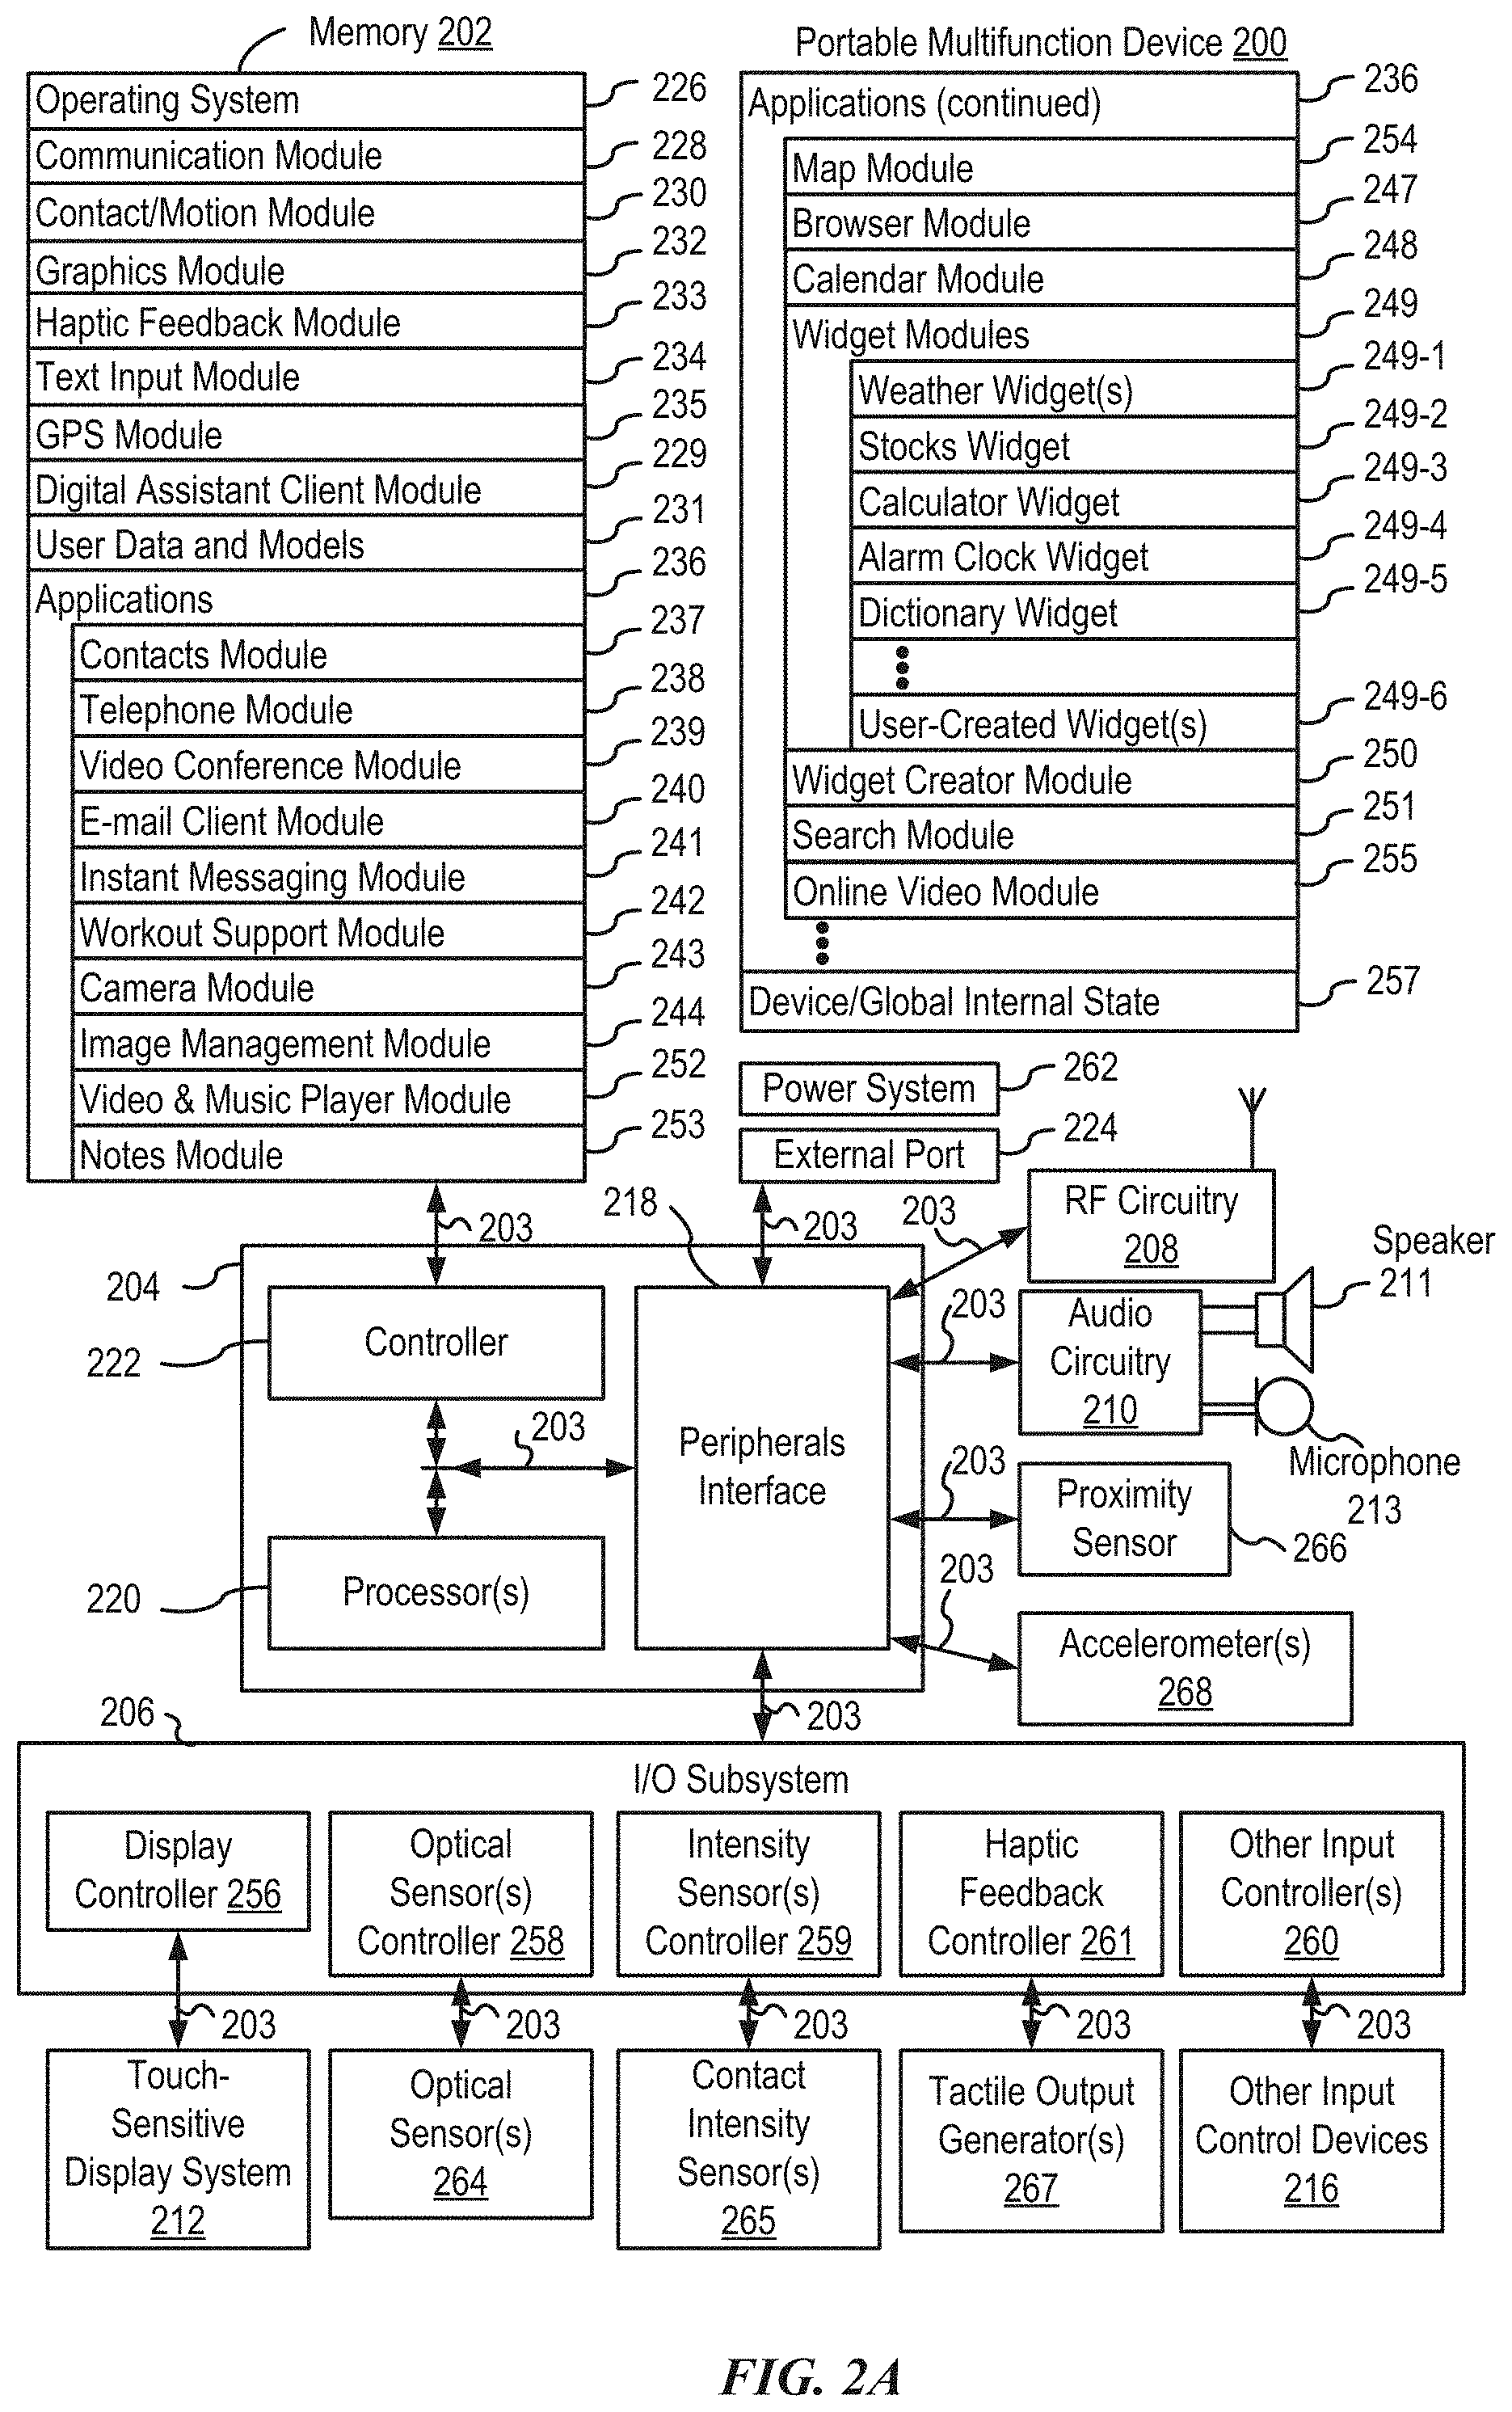 Memory 202
Operating System 226
Communication Module 228
Contact/Motion Module 230
Graphics Module 232
Haptic Feedback Module 233
Text Input Module 234
GPS Module 235
Digital Assistant Client Module 229
User Data and Models 231
Applications 236
Contacts Module 237
Telephone Module 238
Video Conference Module 239
E-mail Client Module 240
Instant Messaging Module 241
Workout Support Module 242
Camera Module 243
Image Management Module 244
Video & Music Player Module 252
Notes Module 253
Portable Multifunction Device 200
Applications (continued) 236
Map Module 254
Browser Module 247
Calendar Module 248
Widget Modules 249
Weather Widget(s) 249-1
Stocks Widget 249-2
Calculator Widget 249-3
Alarm Clock Widget 249-4
Dictionary Widget 249-5
User-Created Widget(s) 249-6
Widget Creator Module 250
Search Module 251
Online Video Module 255
Device/Global Internal State 257
Power System 262
External Port 224
203
218
203
203
RF Circuitry
208
Speaker
211
204
222
Controller
203
Audio
Circuitry
210
203
Peripherals
Interface
Microphone
213
203
Proximity
Sensor
266
220
Processor(s)
203
Accelerometer(s)
268
206
203
I/O Subsystem
Display
Controller 256
Optical
Sensor(s)
Controller 258
Intensity
Sensor(s)
Controller 259
Haptic
Feedback
Controller 261
Other Input
Controller(s)
260
203
203
203
203
203
Touch-
Sensitive
Display System
212
Optical
Sensor(s)
264
Contact
Intensity
Sensor(s)
265
Tactile Output
Generator(s)
267
Other Input
Control Devices
216
FIG. 2A